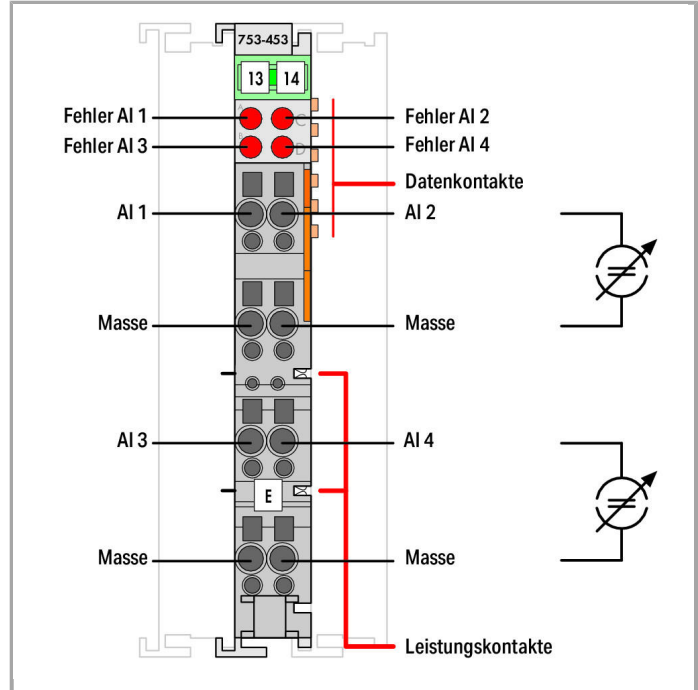 753-453
13 14
Fehler AI 1
A
C
Fehler AI 2
Fehler AI 3
B
D
Fehler AI 4
Datenkontakte
AI 1
AI 2
Masse
Masse
AI 3
AI 4
E
Masse
Masse
Leistungskontakte